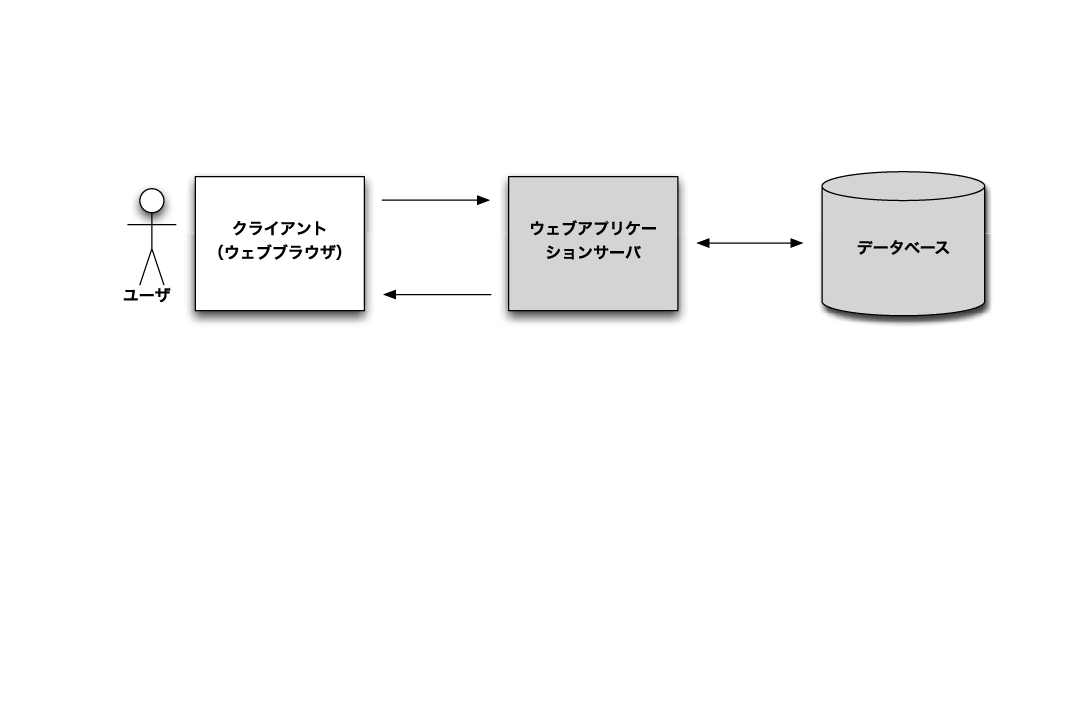 ユーザ
クライアント
（ウェブブラウザ）
ウェブアプリケー
ションサーバ
データベース